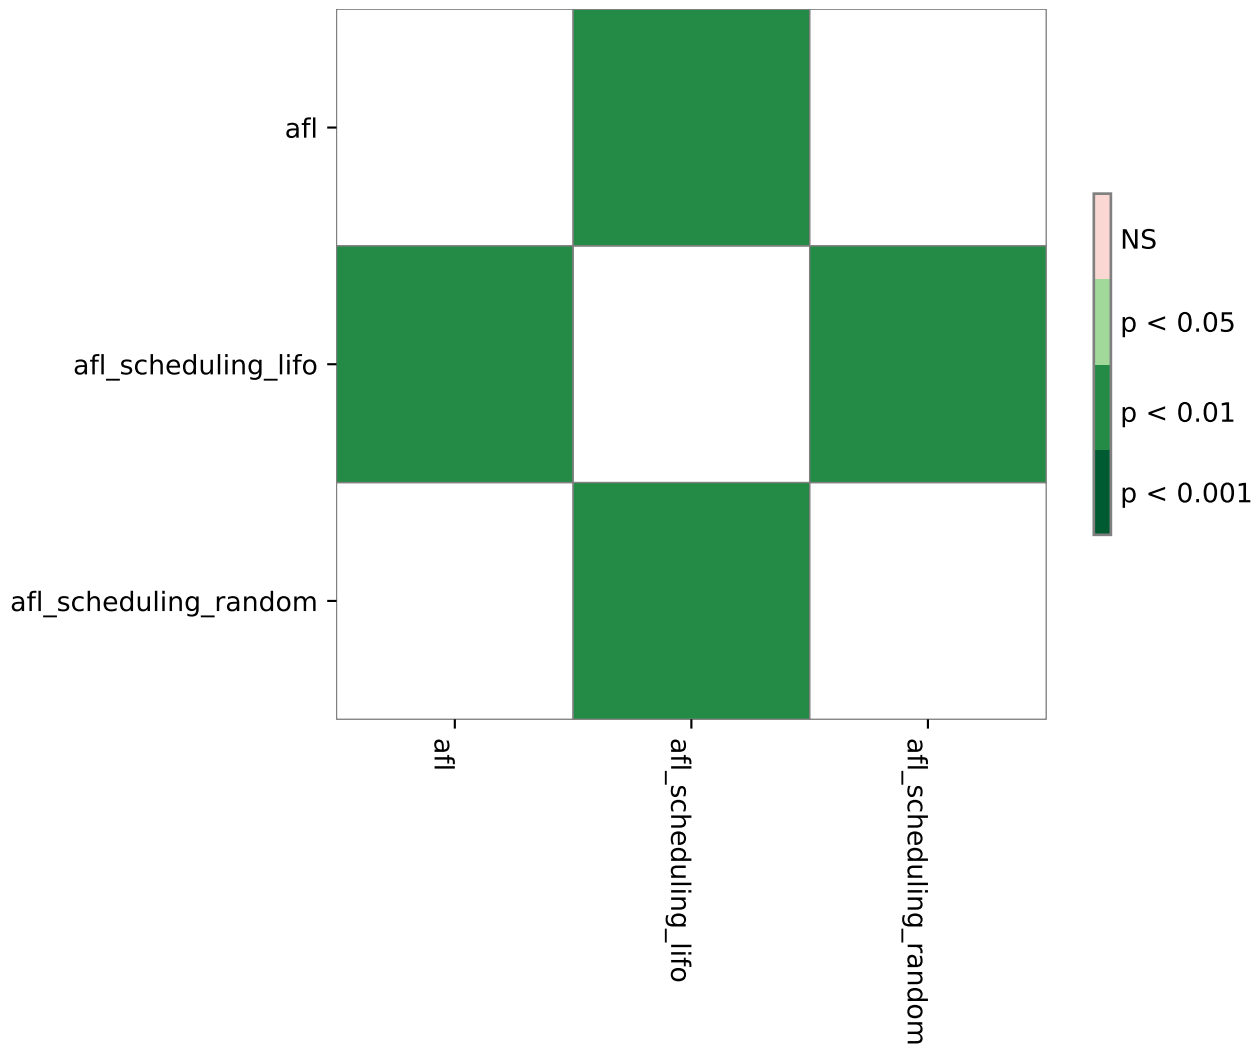 afl
afl_scheduling_lifo
afl_scheduling_random
afl
afl_scheduling_lifo
afl_scheduling_random
NS
p < 0.05
p < 0.01
p < 0.001